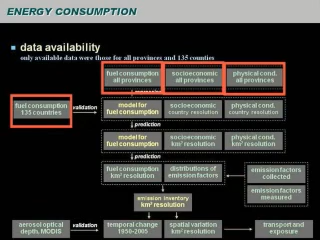 ENERGY CONSUMPTION
data availability
only available data were those for all provinces and 135 counties
fuel consumption
all provinces
socioeconomic
all provinces
physical cond.
all provinces
fuel consumption
135 countries
validation
model for
fuel consumption
socioeconomic
country resolution
physical cond.
country resolution
prediction
model for
fuel consumption
socioeconomic
km² resolution
physical cond.
km² resolution
prediction
fuel consumption
km² resolution
distributions of
emission factors
emission factors
collected
emission factors
measured
emission inventory
km² resolution
aerosol optical
depth, MODIS
validation
temporal change
1950-2005
spatial variation
km² resolution
transport and
exposure